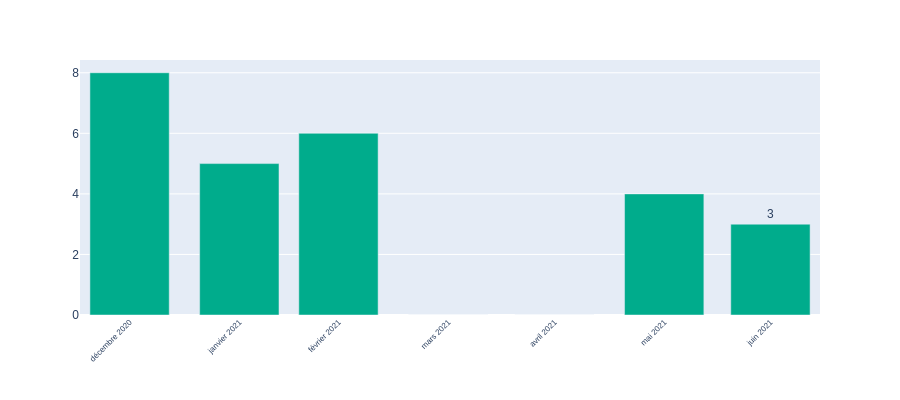 8
6
4
2
0
3
décembre 2020
janvier 2021
février 2021
mars 2021
avril 2021
mai 2021
juin 2021